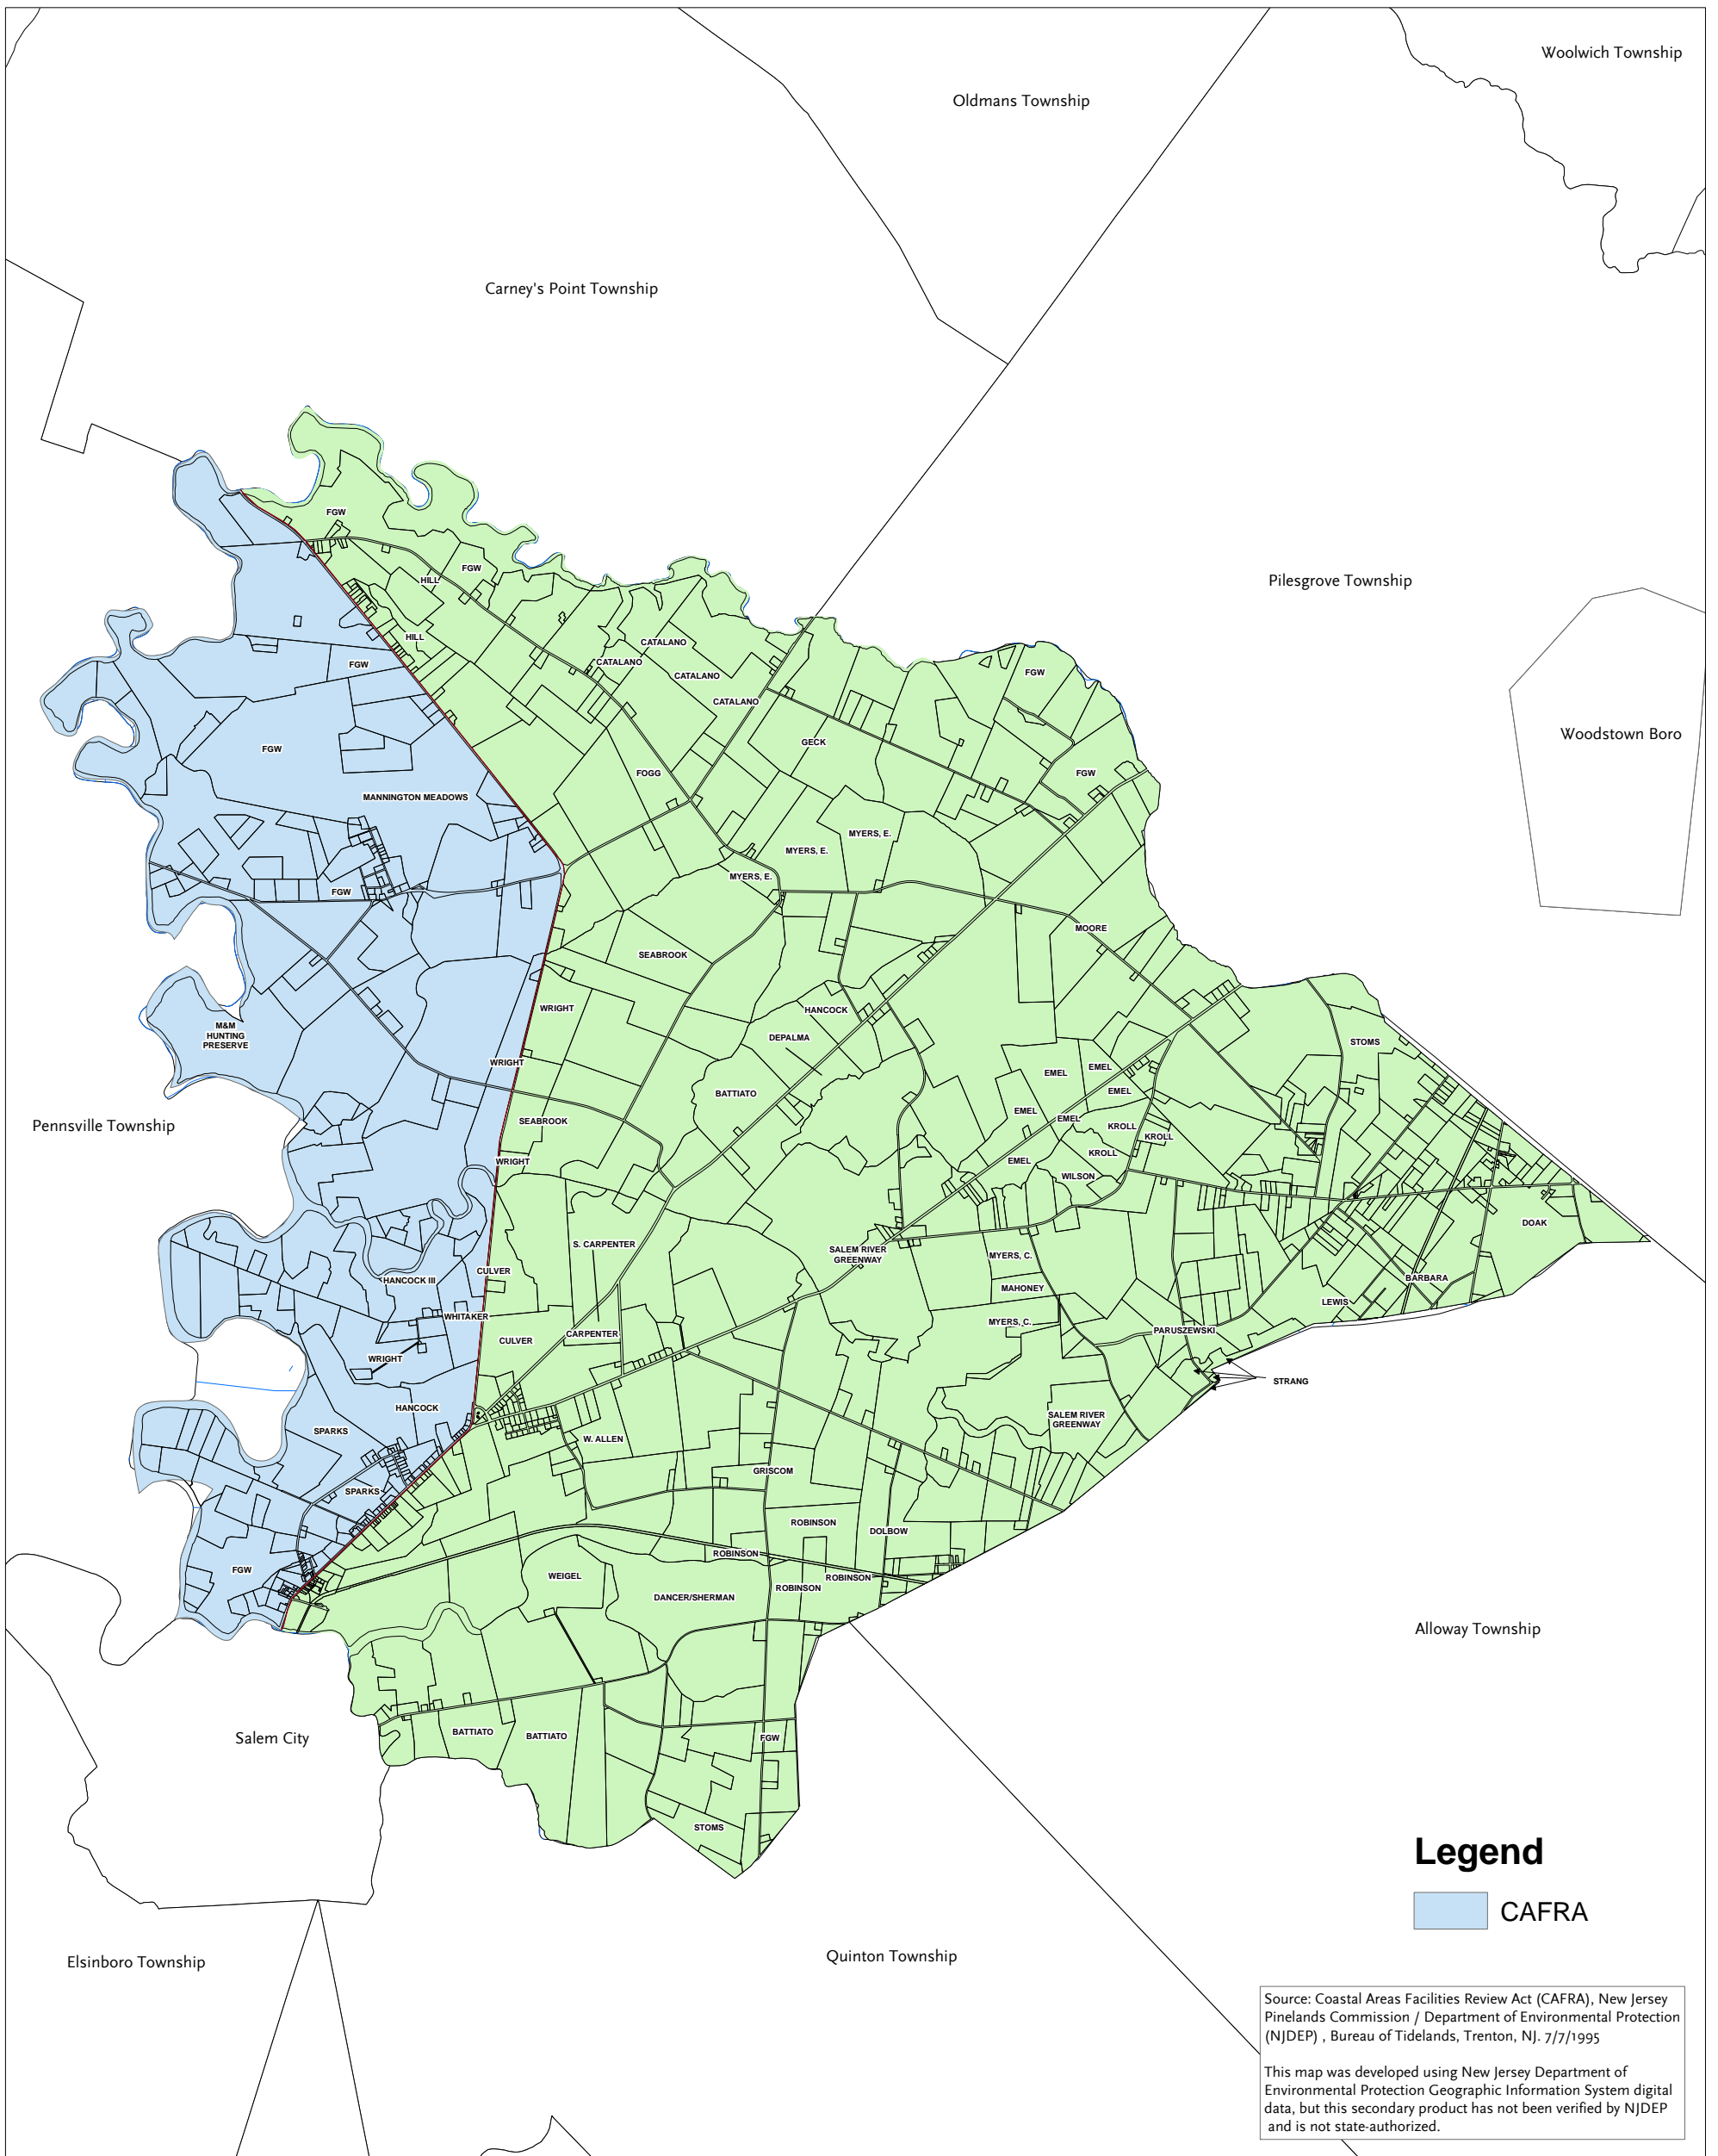 Woolwich Township
Oldmans Township
Carney's Point Township
FGW
HILL
FGW
Pilesgrove Township
HILL
CATALANO
FGW
CATALANO
FGW
CATALANO
CATALANO
Woodstown Boro
GECK
FGW
FOGG
FGW
MANNINGTON MEADOWS
MYERS, E.
MYERS, E.
MYERS, E.
FGW
MOORE
SEABROOK
WRIGHT
HANCOCK
M&M
HUNTING
PRESERVE
DEPALMA
STOMS
WRIGHT
EMEL
EMEL
BATTIATO
EMEL
EMEL
Pennsville Township
SEABROOK
EMEL
KROLL
KROLL
KROLL
WRIGHT
EMEL
WILSON
DOAK
S. CARPENTER
SALEM RIVER
GREENWAY
MYERS, C.
CULVER
HANCOCK III
BARBARA
MAHONEY
LEWIS
WHITAKER
MYERS, C.
CARPENTER
PARUSZEWSKI
CULVER
WRIGHT
STRANG
HANCOCK
SALEM RIVER
GREENWAY
SPARKS
W. ALLEN
GRISCOM
SPARKS
ROBINSON
DOLBOW
ROBINSON
FGW
WEIGEL
ROBINSON
ROBINSON
DANCER/SHERMAN
Alloway Township
Salem City
BATTIATO
BATTIATO
FGW
STOMS
Legend
CAFRA
Quinton Township
Elsinboro Township
Source: Coastal Areas Facilities Review Act (CAFRA), New Jersey
Pinelands Commission / Department of Environmental Protection
(NJDEP) , Bureau of Tidelands, Trenton, NJ. 7/7/1995
This map was developed using New Jersey Department of
Environmental Protection Geographic Information System digital
data, but this secondary product has not been verified by NJDEP
and is not state-authorized.